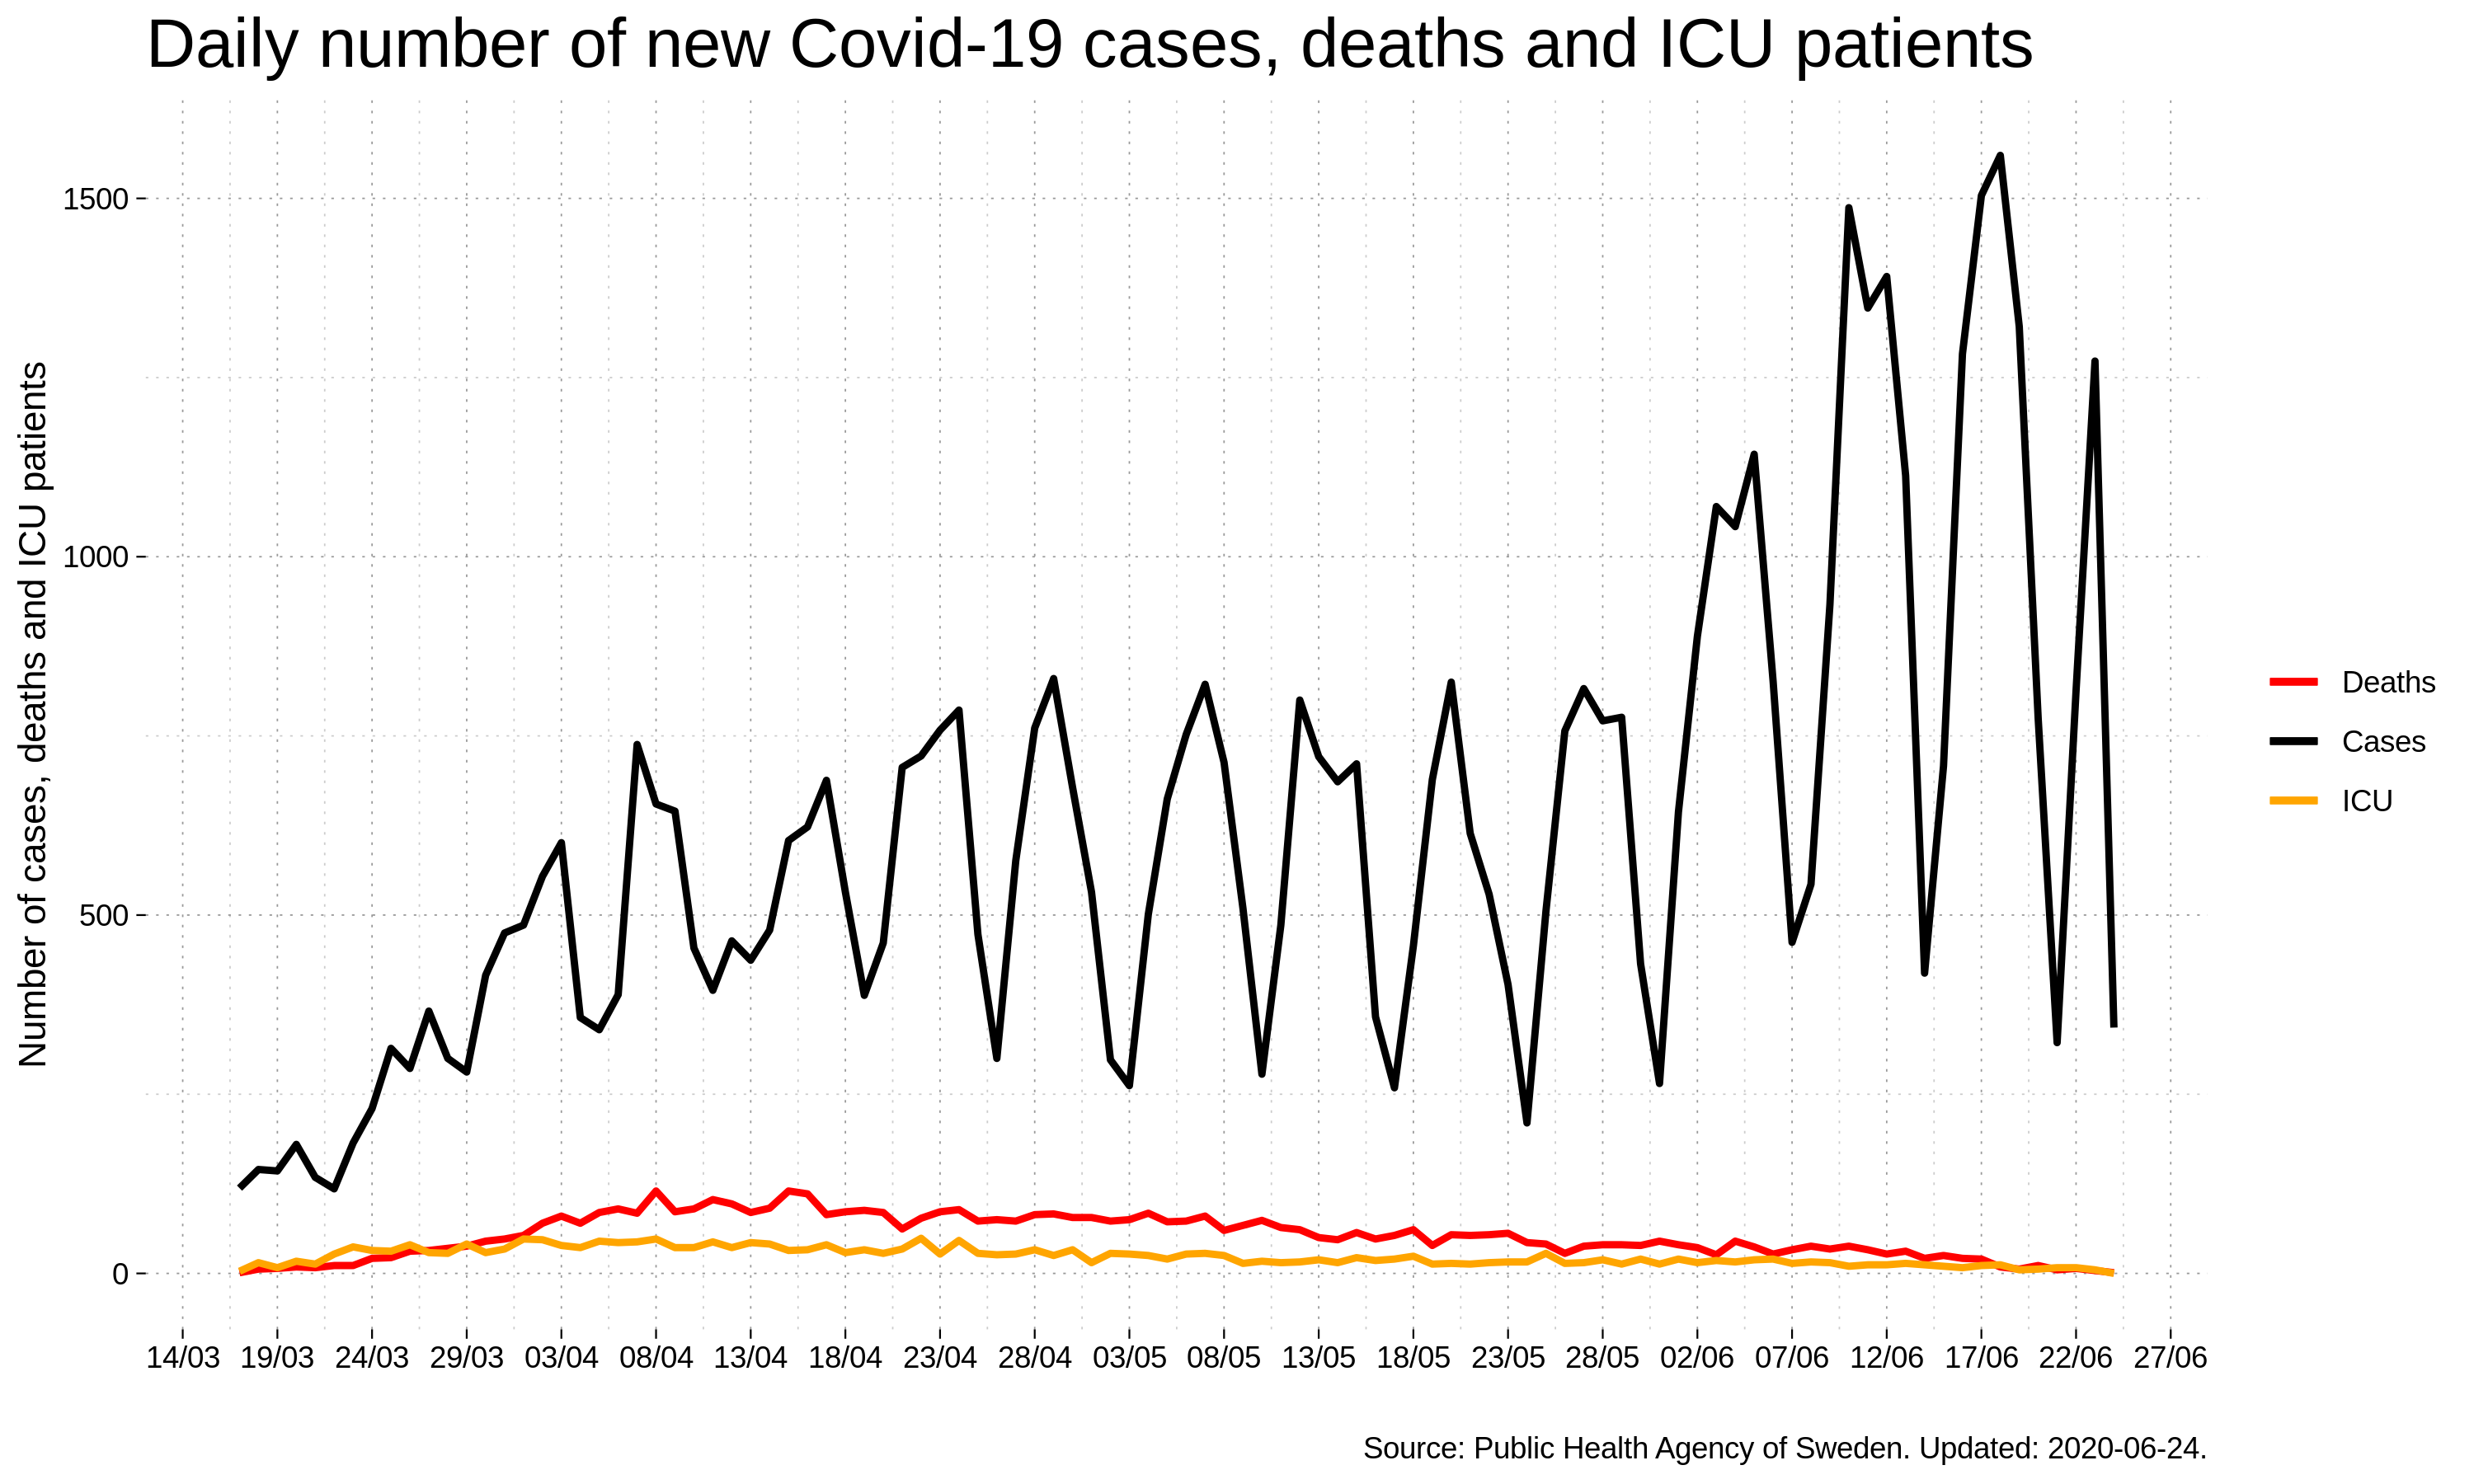 Daily number of new Covid-19 cases, deaths and ICU patients
Number of cases, deaths and ICU patients
1500
1000
500
0
14/03 19/03 24/03 29/03 03/04 08/04 13/04 18/04 23/04 28/04 03/05 08/05 13/05 18/05 23/05 28/05 02/06 07/06 12/06 17/06 22/06 27/06
Deaths
Cases
ICU
Source: Public Health Agency of Sweden. Updated: 2020-06-24.